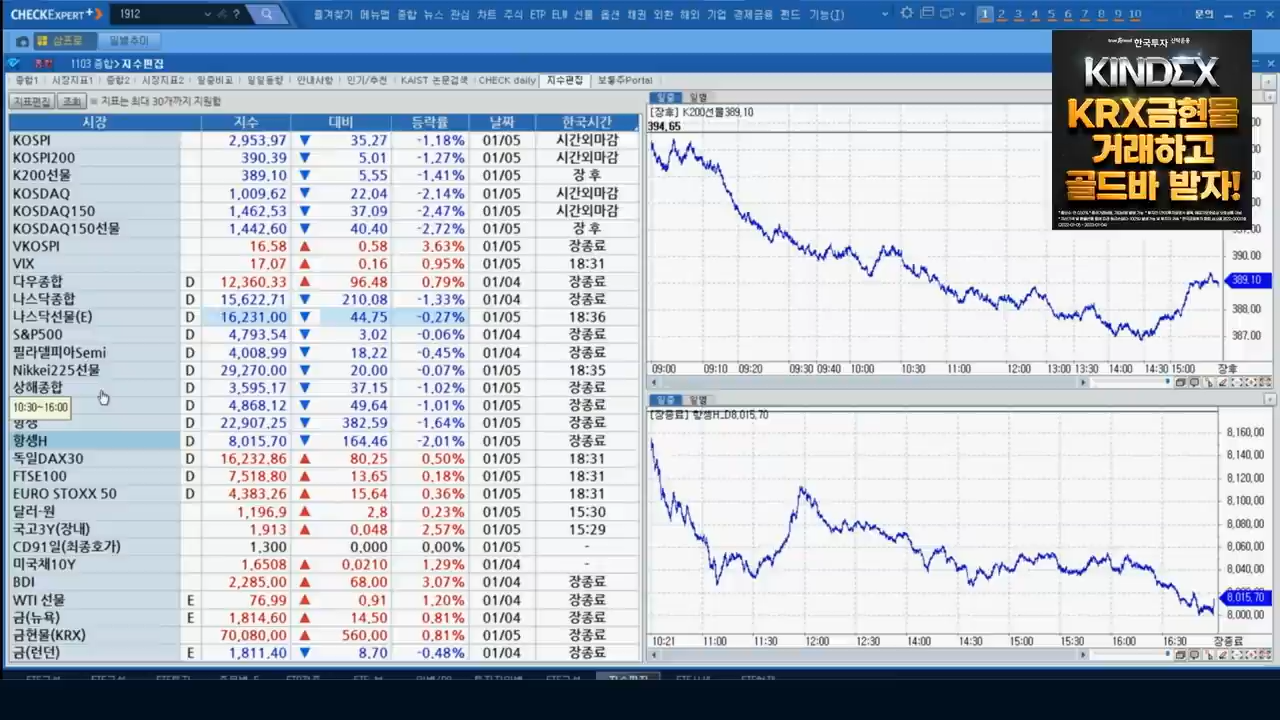 CHECKEXPERT+ 1912 즐겨찾기 메뉴맵 종합 뉴스 관심 차트 주식 ETP ELW 선물 옵션 채권 외환 해외 기업 경제금융 펀드 기능(I) 1 2 3 4 5 6 7 8 9 10 문의
삼프로 일별추이
1103 종합>지수편집
종합1 시장지표1 종합2 시장지표2 업종비교 일일동향 안내사항 인기/추천 KAIST 논문검색 CHECK daily 지수편집 보통주Portal
지표편집 조회 지표는 최대 30개까지 지원함
시장 지수 대비 등락률 날짜 한국시간
KOSPI 2,953.97 ▼ 35.27 -1.18% 01/05 시간외마감
KOSPI200 390.39 ▼ 5.01 -1.27% 01/05 시간외마감
K200선물 389.10 ▼ 5.55 -1.41% 01/05 장 후
KOSDAQ 1,009.62 ▼ 22.04 -2.14% 01/05 시간외마감
KOSDAQ150 1,462.53 ▼ 37.09 -2.47% 01/05 시간외마감
KOSDAQ150선물 1,442.60 ▼ 40.40 -2.72% 01/05 장 후
VKOSPI 16.58 ▲ 0.58 3.63% 01/05 장종료
VIX 17.07 ▲ 0.16 0.95% 01/05 18:31
다우종합 D 12,360.33 ▲ 96.48 0.79% 01/04 장종료
나스닥종합 D 15,622.71 ▼ 210.08 -1.33% 01/04 장종료
나스닥선물(E) D 16,231.00 ▼ 44.75 -0.27% 01/05 18:36
S&P500 D 4,793.54 ▼ 3.02 -0.06% 01/04 장종료
필라델피아Semi D 4,008.99 ▼ 18.22 -0.45% 01/04 장종료
Nikkei225선물 D 29,270.00 ▼ 20.00 -0.07% 01/05 18:35
상해종합 D 3,595.17 ▼ 37.15 -1.02% 01/05 장종료
10:30~16:00 D 4,868.12 ▼ 49.64 -1.01% 01/05 장종료
항생 D 22,907.25 ▼ 382.59 -1.64% 01/05 장종료
항셍H D 8,015.70 ▼ 164.46 -2.01% 01/05 장종료
독일DAX30 D 16,232.86 ▲ 80.25 0.50% 01/05 18:31
FTSE100 D 7,518.80 ▲ 13.65 0.18% 01/05 18:31
EURO STOXX 50 D 4,383.26 ▲ 15.64 0.36% 01/05 18:31
달러-원 1,196.9 ▲ 2.8 0.23% 01/05 15:30
국고3Y(장내) 1.913 ▲ 0.048 2.57% 01/05 15:29
CD91일(최종호가) 1.300 0.000 0.00% 01/05 -
미국채10Y 1.6508 ▲ 0.0210 1.29% 01/04 -
BDI 2,285.00 ▲ 68.00 3.07% 01/04 장종료
WTI 선물 E 76.99 ▲ 0.91 1.20% 01/04 장종료
금(뉴욕) E 1,814.60 ▲ 14.50 0.81% 01/04 장종료
금현물(KRX) 70,080.00 ▲ 560.00 0.81% 01/05 장종료
금(런던) E 1,811.40 ▼ 8.70 -0.48% 01/04 장종료
일중 일별
[장후] K200선물389.10
394.65
390.00
389.10
388.00
387.00
09:00 09:10 09:20 09:30 09:40 10:00 10:30 11:00 12:00 13:00 13:30 14:00 14:30 15:00 장후
일중 일별
[장종료] 항생H_D8,015.70
8,160.00
8,140.00
8,120.00
8,100.00
8,080.00
8,060.00
8,040.00
8,015.70
8,000.00
10:21 11:00 11:30 12:00 12:30 14:00 14:30 15:00 15:30 16:00 16:30 장종료
한국투자 신탁운용
KINDEX
KRX금현물
거래하고
골드바 받자!
지수편집